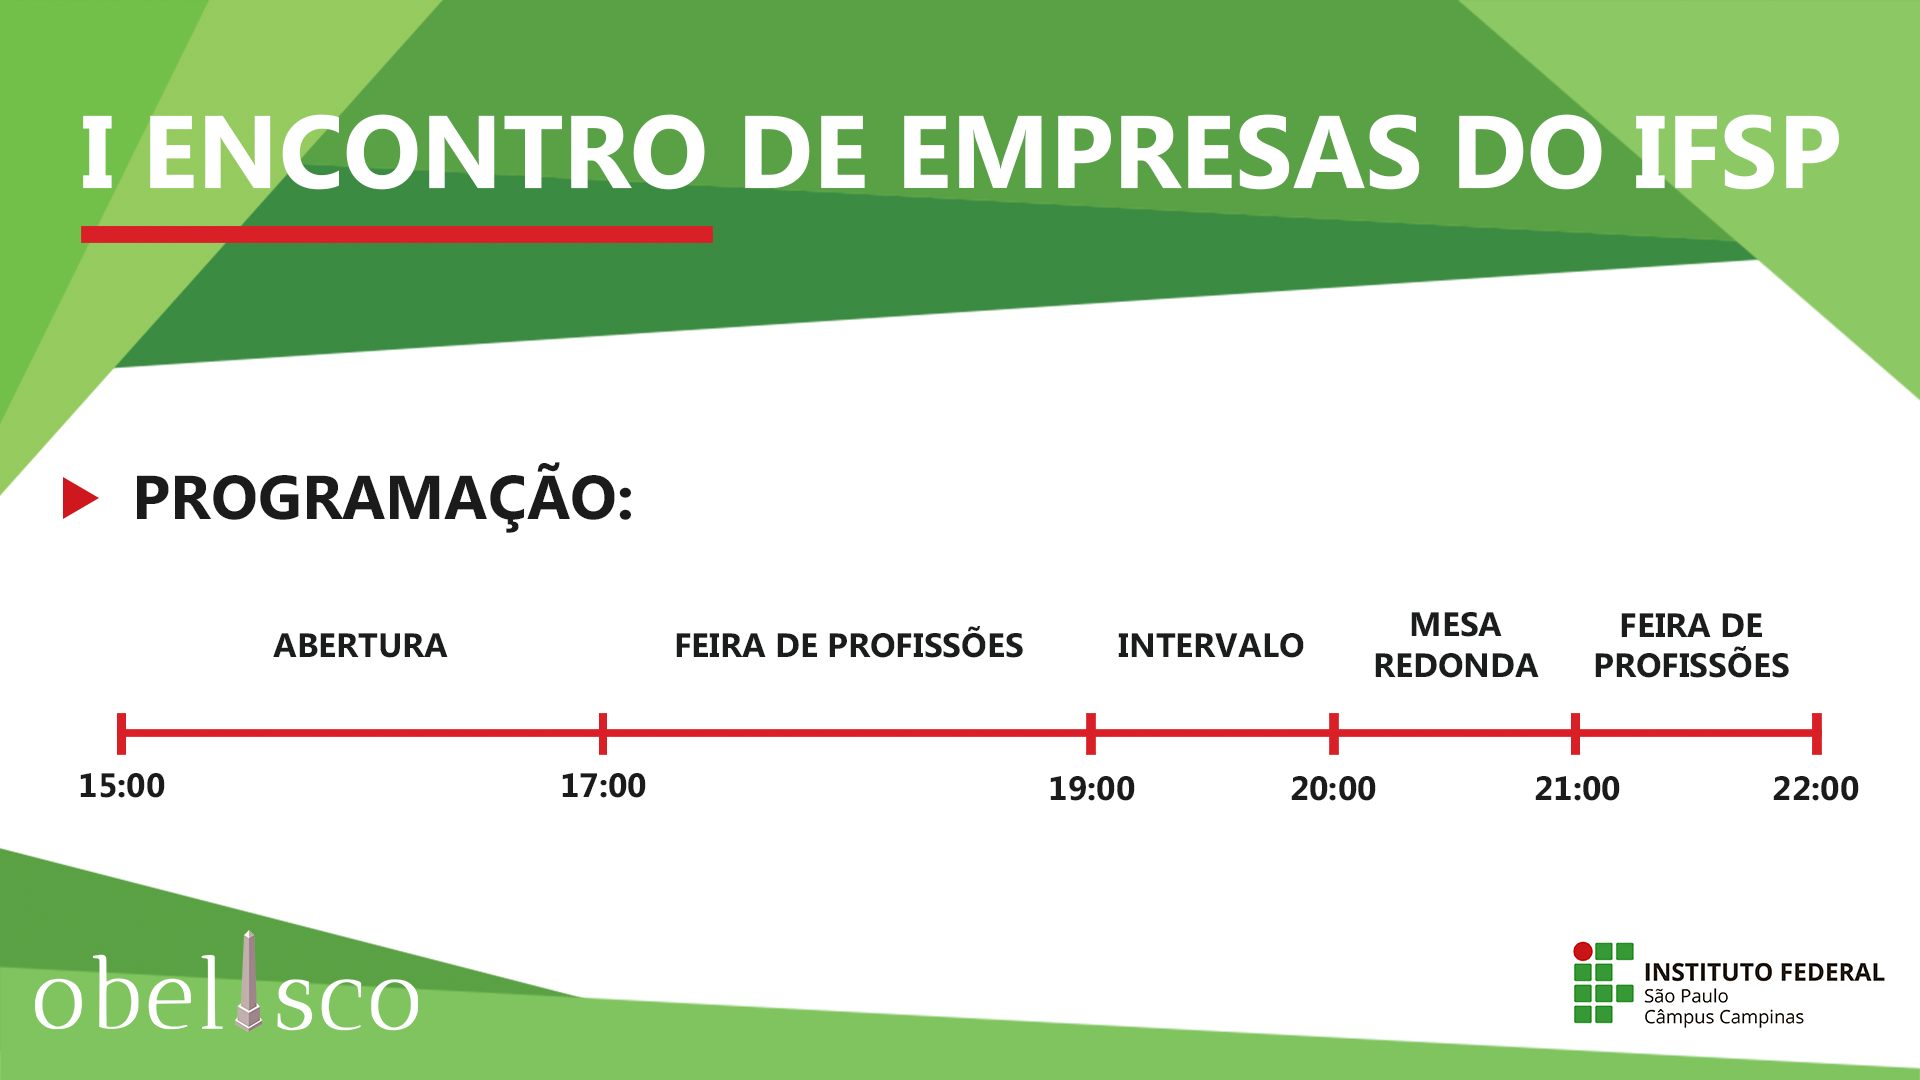 I ENCONTRO DE EMPRESAS DO IFSP
PROGRAMAÇÃO:
ABERTURA
FEIRA DE PROFISSÕES
INTERVALO
MESA
REDONDA
FEIRA DE
PROFISSÕES
15:00
17:00
19:00
20:00
21:00
22:00
obelisco
INSTITUTO FEDERAL
São Paulo
Câmpus Campinas